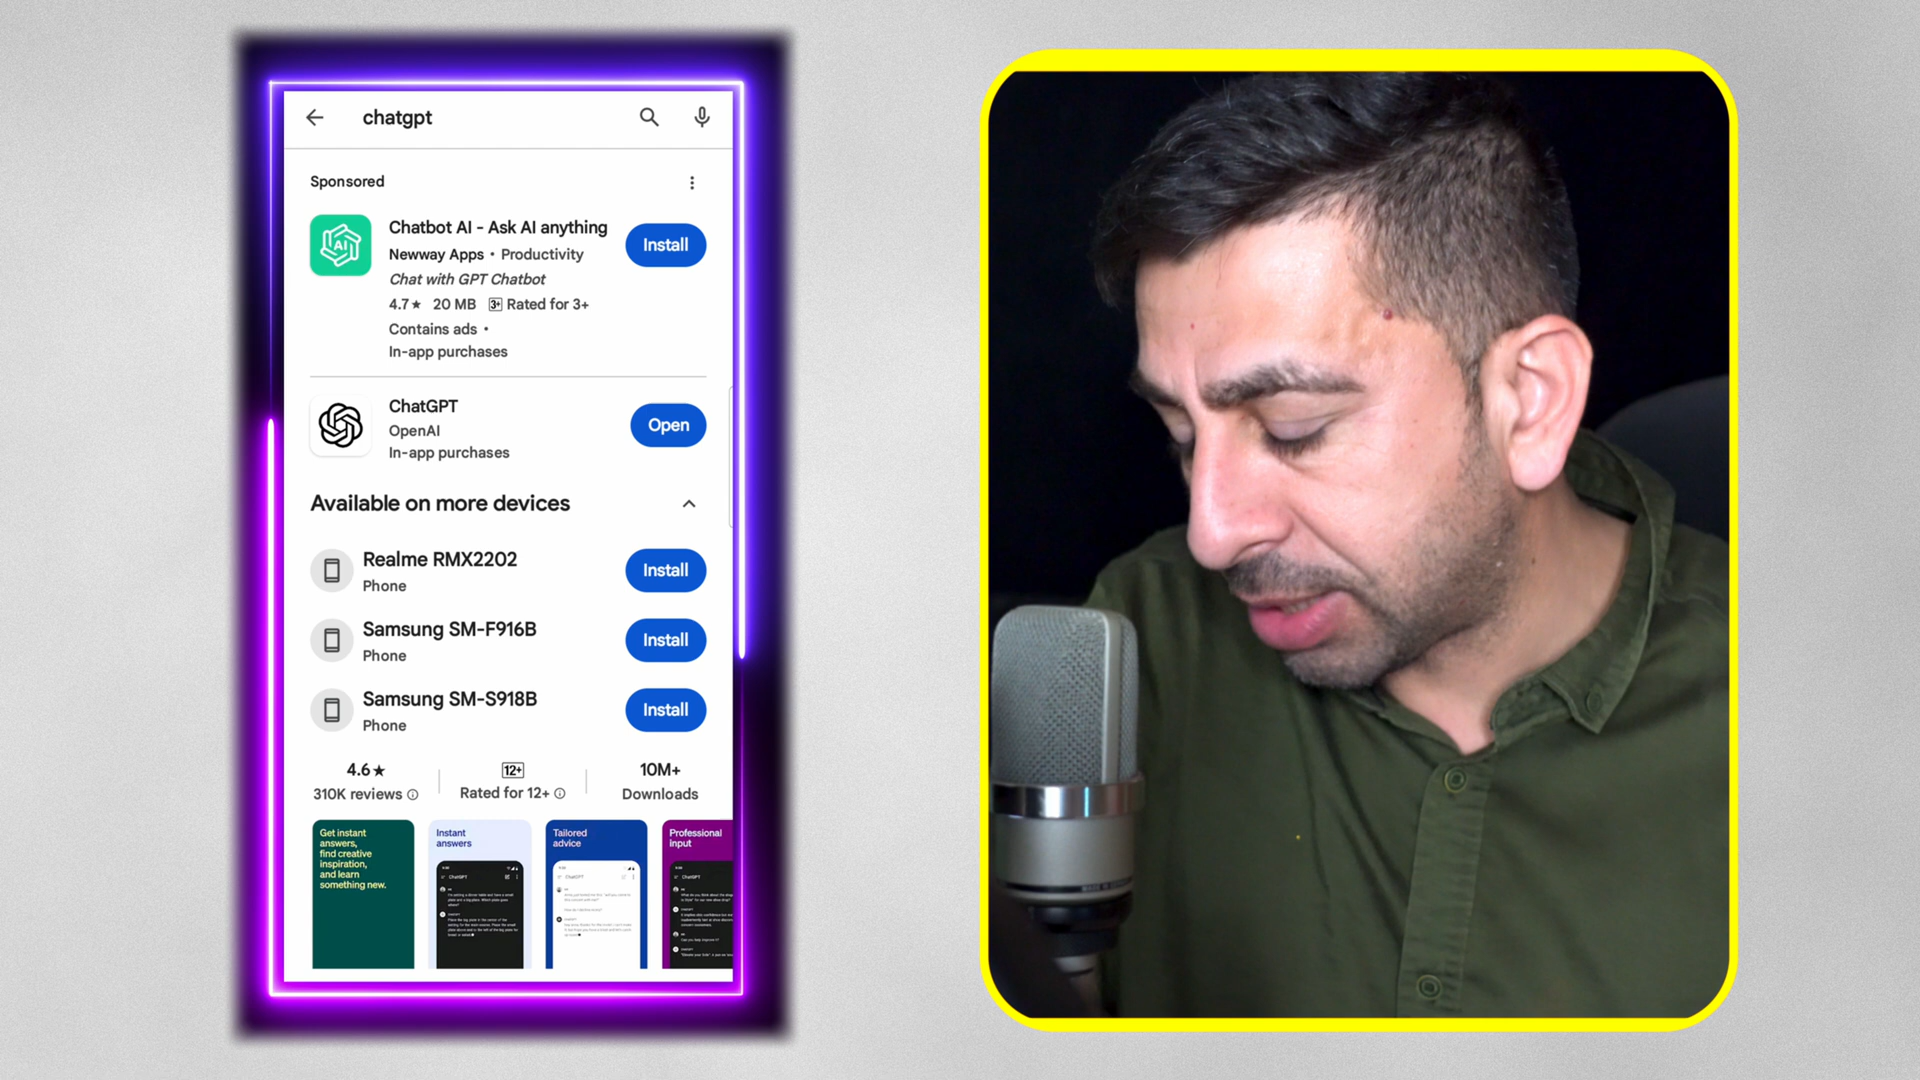 chatgpt
Sponsored
Chatbot AI - Ask AI anything
Install
Newway Apps • Productivity
Chat with GPT Chatbot
4.7★ 20 MB 3+ Rated for 3+
Contains ads •
In-app purchases
AI
ChatGPT
OpenAI
In-app purchases
Open
Available on more devices
Realme RMX2202
Phone
Install
Samsung SM-F916B
Phone
Install
Samsung SM-S918B
Phone
Install
4.6★
310K reviews
12+
Rated for 12+
10M+
Downloads
Get instant
answers,
find creative
inspiration,
and learn
something new.
Instant
answers
ChatGPT
Tailored
advice
ChatGPT
Professional
input
ChatGPT